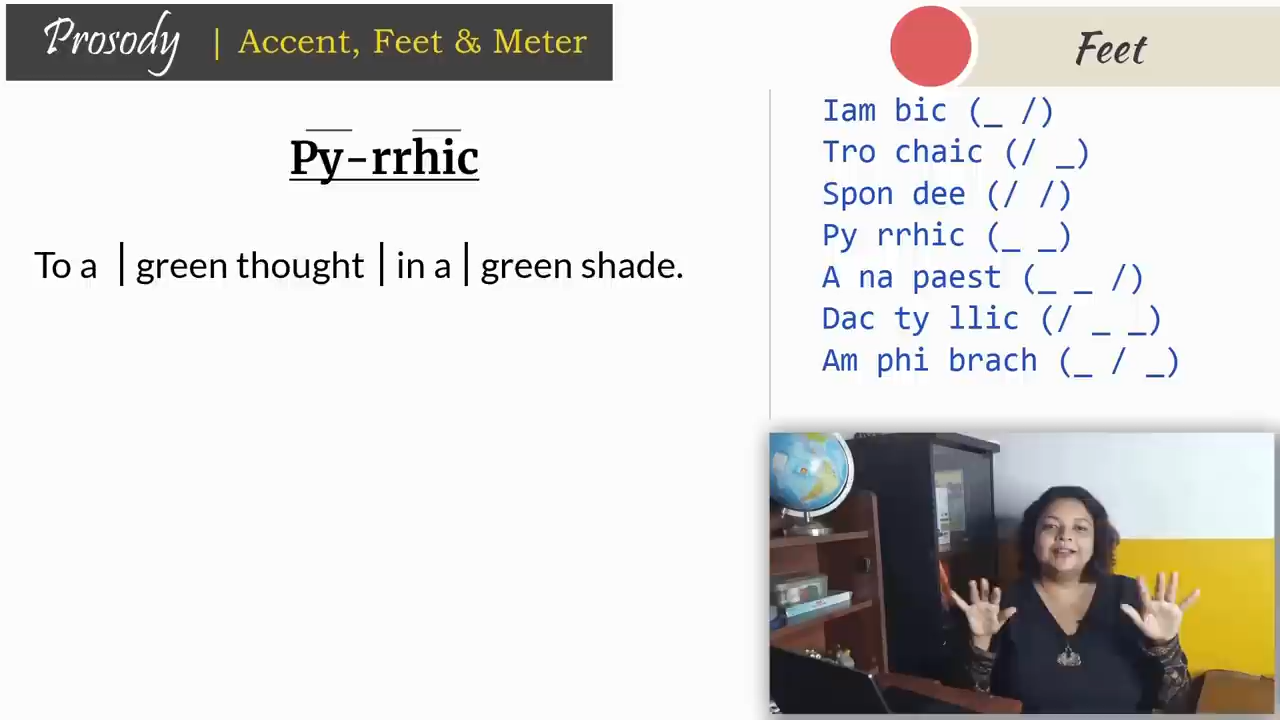 Prosody | Accent, Feet & Meter
Feet
Py-rrhic
To a | green thought | in a | green shade.
Iam bic (_ /)
Tro chaic (/ _)
Spon dee (/ /)
Py rrhic (_ _)
A na paest (_ _ /)
Dac ty llic (/ _ _)
Am phi brach (_ / _)